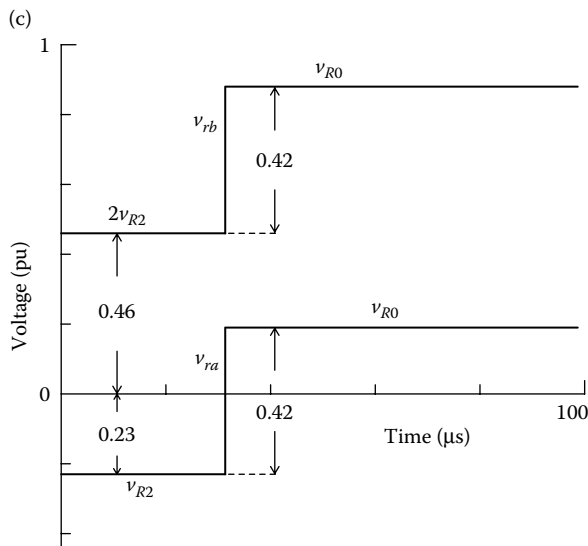 (c)
1
v_R0
v_rb
0.42
2v_R2
Voltage (pu)
0.46
v_R0
v_ra
0
0.42
100
0.23
Time (μs)
v_R2